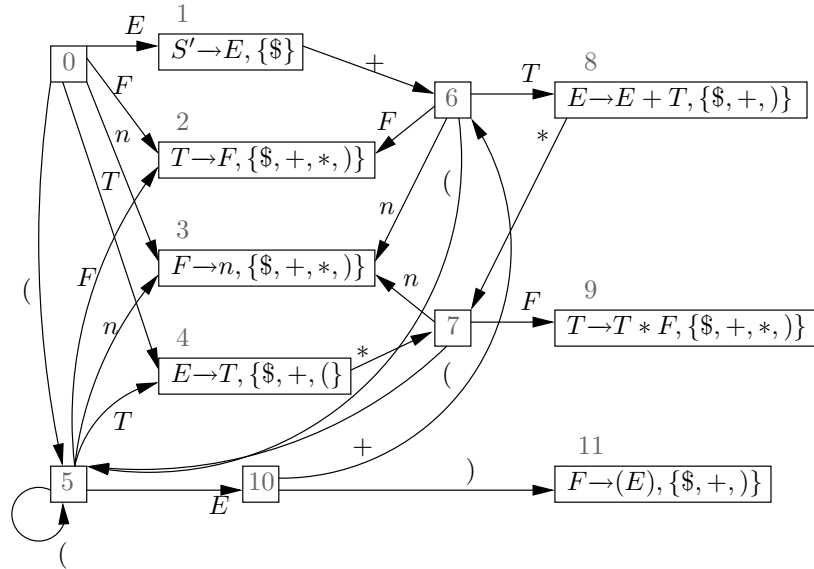 1
E
S′→E, {$}
0
+
8
T
6
E→E + T, {$, +, )}
F
2
F
*
n
T→F, {$, +, *, )}
T
(
n
3
F
F→n, {$, +, *, )}
n
9
(
n
7
F
T→T * F, {$, +, *, )}
4
*
E→T, {$, +, (}
(
T
+
11
5
10
)
F→(E), {$, +, )}
E
(